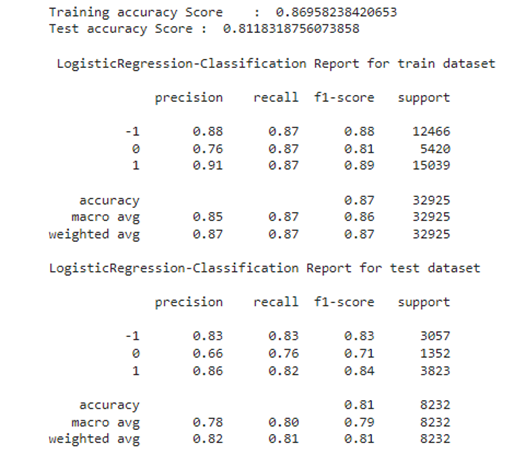 Training accuracy Score    :  0.86958238420653
Test accuracy Score :  0.8118318756073858
LogisticRegression-Classification Report for train dataset
precision    recall  f1-score   support
-1       0.88      0.87      0.88     12466
0       0.76      0.87      0.81      5420
1       0.91      0.87      0.89     15039
accuracy                           0.87     32925
macro avg       0.85      0.87      0.86     32925
weighted avg       0.87      0.87      0.87     32925
LogisticRegression-Classification Report for test dataset
precision    recall  f1-score   support
-1       0.83      0.83      0.83      3057
0       0.66      0.76      0.71      1352
1       0.86      0.82      0.84      3823
accuracy                           0.81      8232
macro avg       0.78      0.80      0.79      8232
weighted avg       0.82      0.81      0.81      8232